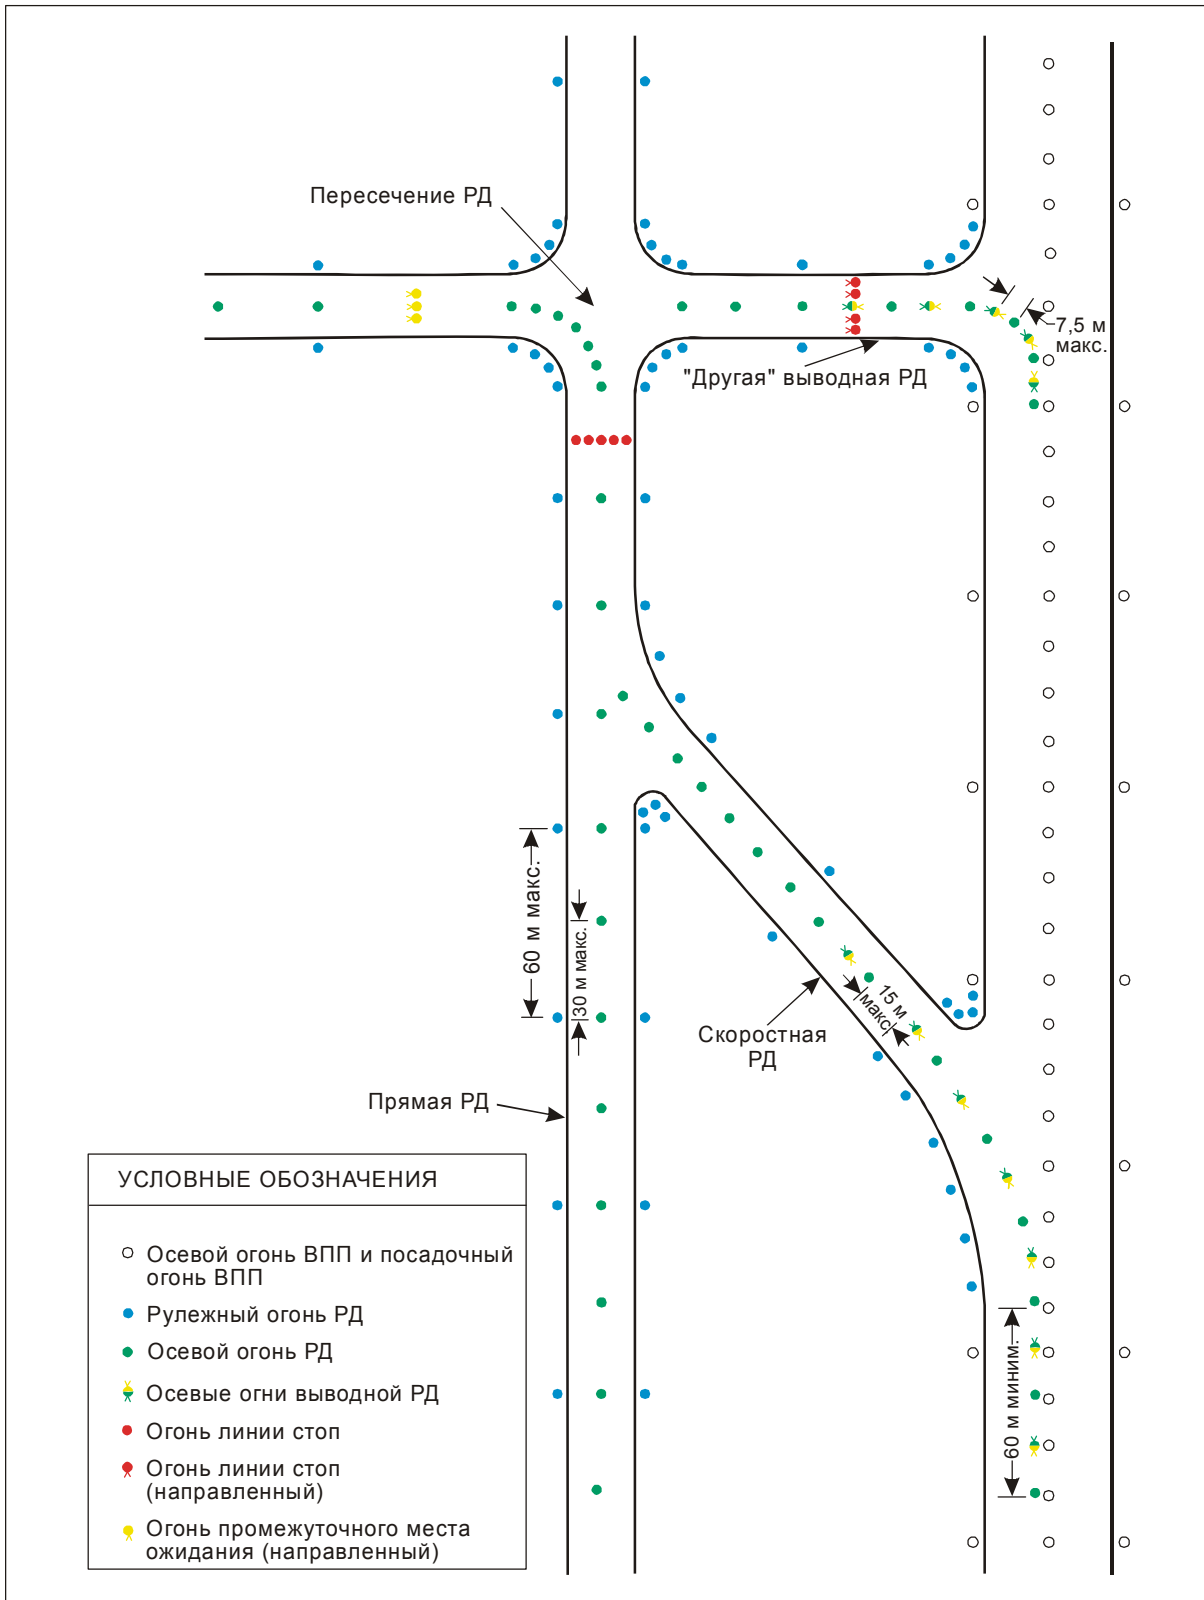 Пересечение РД
7,5 м
макс.
"Другая" выводная РД
60 м макс.
30 м макс.
15 м
макс.
Скоростная
РД
Прямая РД
60 м миним.
УСЛОВНЫЕ ОБОЗНАЧЕНИЯ
Осевой огонь ВПП и посадочный
огонь ВПП
Рулежный огонь РД
Осевой огонь РД
Осевые огни выводной РД
Огонь линии стоп
Огонь линии стоп
(направленный)
Огонь промежуточного места
ожидания (направленный)